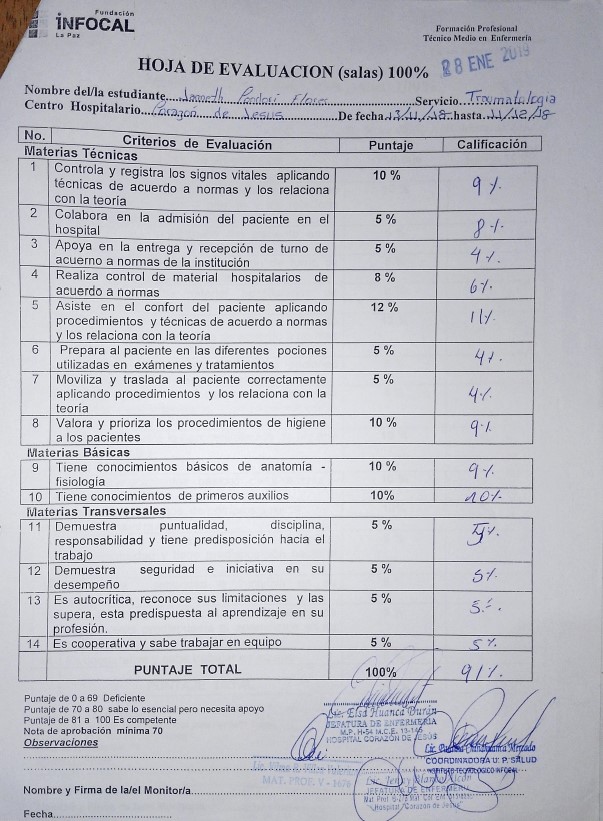 Fundación
INFOCAL
La Paz
Formación Profesional
Técnico Medio en Enfermería
HOJA DE EVALUACION (salas) 100%
28 ENE 2019
Nombre del/la estudiante Janneth Flores Servicio Traumatologia
Centro Hospitalario Corazón de Jesus De fecha 13/11/18 hasta 11/12/18
No. Criterios de Evaluación Puntaje Calificación
Materias Técnicas
1 Controla y registra los signos vitales aplicando 10 % 9 %
técnicas de acuerdo a normas y los relaciona
con la teoría
2 Colabora en la admisión del paciente en el 5 % 8 %
hospital
3 Apoya en la entrega y recepción de turno de 5 % 4 %
acuerno a normas de la institución
4 Realiza control de material hospitalarios de 8 % 6 %
acuerdo a normas
5 Asiste en el confort del paciente aplicando 12 % 11 %
procedimientos y técnicas de acuerdo a normas
y los relaciona con la teoría
6 Prepara al paciente en las diferentes pociones 5 % 4 %
utilizadas en exámenes y tratamientos
7 Moviliza y traslada al paciente correctamente 5 % 4 %
aplicando procedimientos y los relaciona con la
teoría
8 Valora y prioriza los procedimientos de higiene 10 % 9 %
a los pacientes
Materias Básicas
9 Tiene conocimientos básicos de anatomía - 10 % 9 %
fisiología
10 Tiene conocimientos de primeros auxilios 10% 10%
Materias Transversales
11 Demuestra puntualidad, disciplina, 5 %
responsabilidad y tiene predisposición hacia el
trabajo
12 Demuestra seguridad e iniciativa en su 5 % 5 %
desempeño
13 Es autocrítica, reconoce sus limitaciones y las 5 % 5 %
supera, esta predispuesta al aprendizaje en su
profesión.
14 Es cooperativa y sabe trabajar en equipo 5 % 5 %
PUNTAJE TOTAL 100% 91%
Puntaje de 0 a 69 Deficiente
Puntaje de 70 a 80 sabe lo esencial pero necesita apoyo
Puntaje de 81 a 100 Es competente
Nota de aprobación mínima 70
Observaciones
Lic. Elsa Huanca Durán
JEFATURA DE ENFERMERIA
HOSPITAL CORAZÓN DE JESÚS
COORDINADORA U. P. SALUD
INSTITUTO TECNOLOGICO INFOCAL
JEFATURA DE ENFERMERIA
"Hospital Corazon de Jesus"
Nombre y Firma de la/el Monitor/a
Fecha